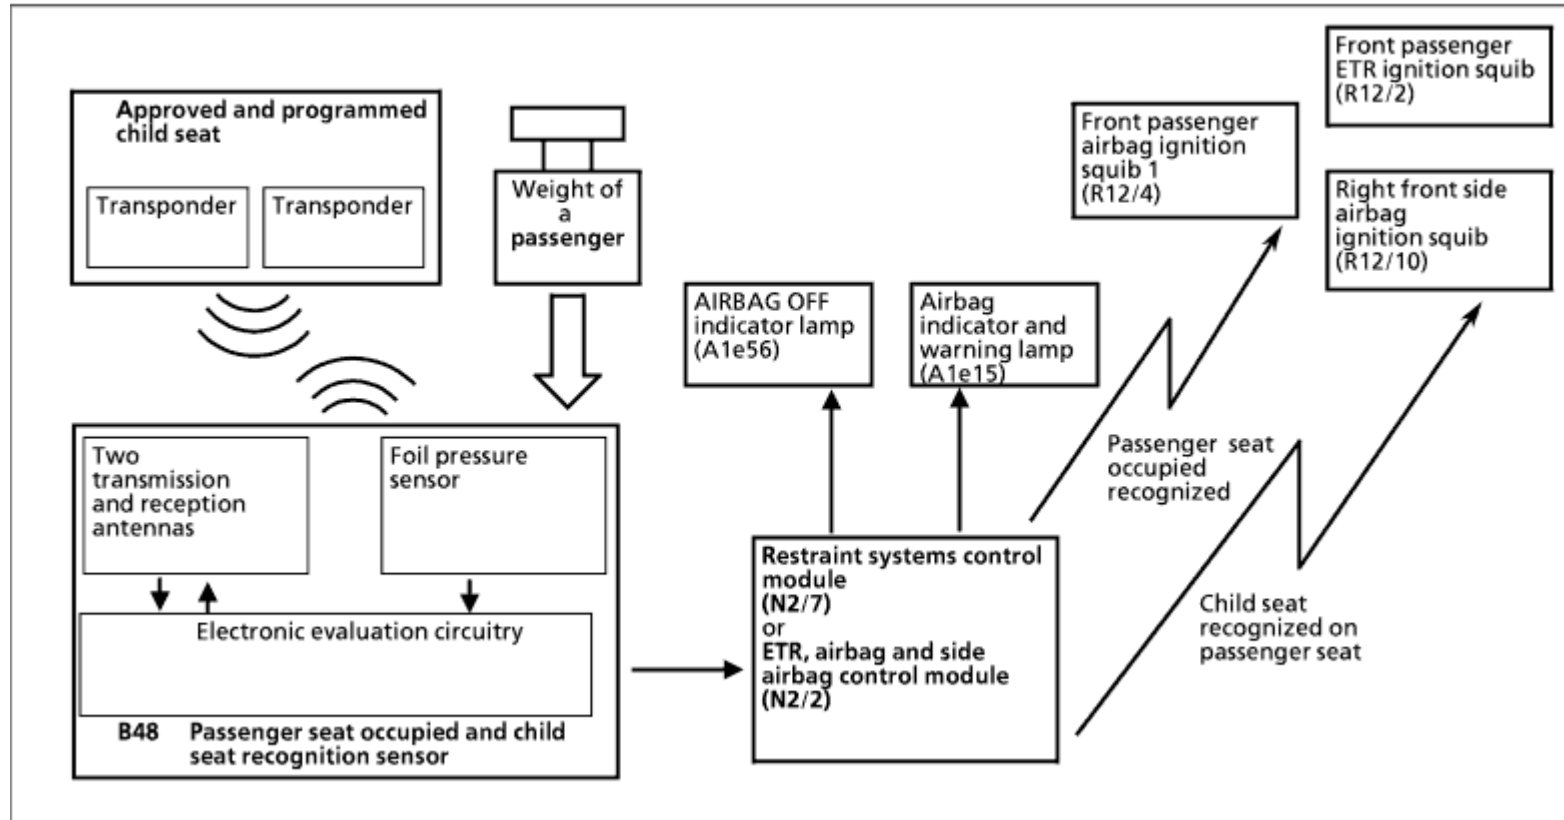 Approved and programmed
child seat
Transponder
Transponder
Weight of
a
passenger
Two
transmission
and reception
antennas
Foil pressure
sensor
Electronic evaluation circuitry
B48 Passenger seat occupied and child
seat recognition sensor
AIRBAG OFF
indicator lamp
(A1e56)
Airbag
indicator and
warning lamp
(A1e15)
Restraint systems control
module
(N2/7)
or
ETR, airbag and side
airbag control module
(N2/2)
Front passenger
airbag ignition
squib 1
(R12/4)
Front passenger
ETR ignition squib
(R12/2)
Right front side
airbag
ignition squib
(R12/10)
Passenger seat
occupied
recognized
Child seat
recognized on
passenger seat